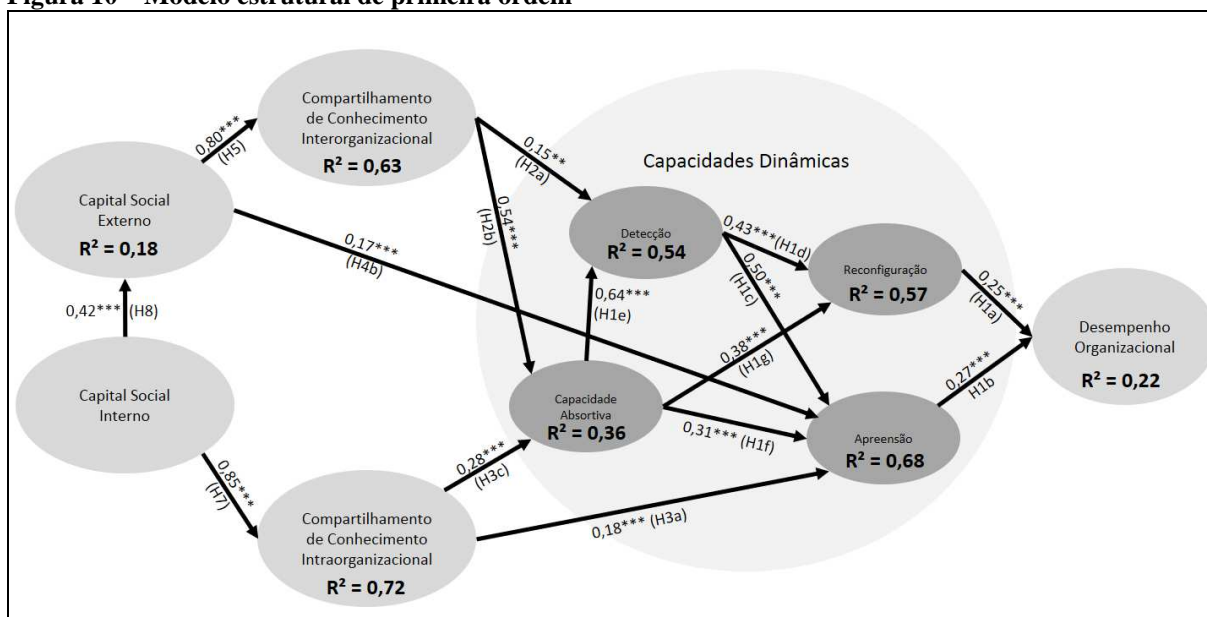 Figura 10 – Modelo estrutural de primeira ordem
Compartilhamento
de Conhecimento
Interorganizacional
R² = 0,63
0,80***
(H5)
0,15**
(H2a)
Capacidades Dinâmicas
Capital Social
Externo
R² = 0,18
0,54***
(H2b)
0,17***
(H4b)
Detecção
R² = 0,54
0,43***(H1d)
0,50***
(H1c)
Reconfiguração
R² = 0,57
0,25***
(H1a)
0,42*** (H8)
0,64***
(H1e)
0,38***
(H1g)
Desempenho
Organizacional
R² = 0,22
0,27***
H1b
Capital Social
Interno
Capacidade
Absortiva
R² = 0,36
0,31*** (H1f)
Apreensão
R² = 0,68
0,85***
(H7)
0,28***
(H3c)
0,18*** (H3a)
Compartilhamento
de Conhecimento
Intraorganizacional
R² = 0,72